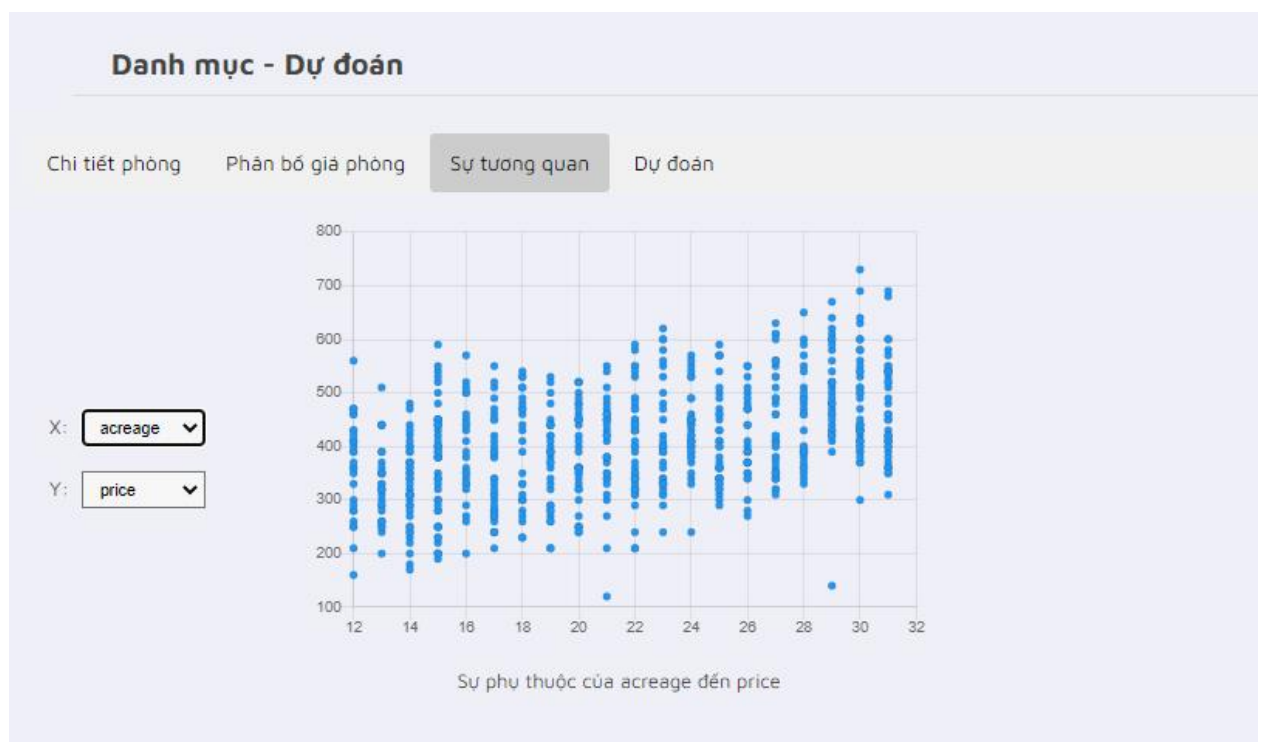 Danh mục - Dự đoán
Chi tiết phòng Phân bố giá phòng Sự tương quan Dự đoán
800
700
600
500
400
300
200
100
12 14 16 18 20 22 24 26 28 30 32
X: acreage
Y: price
Sự phụ thuộc của acreage đến price